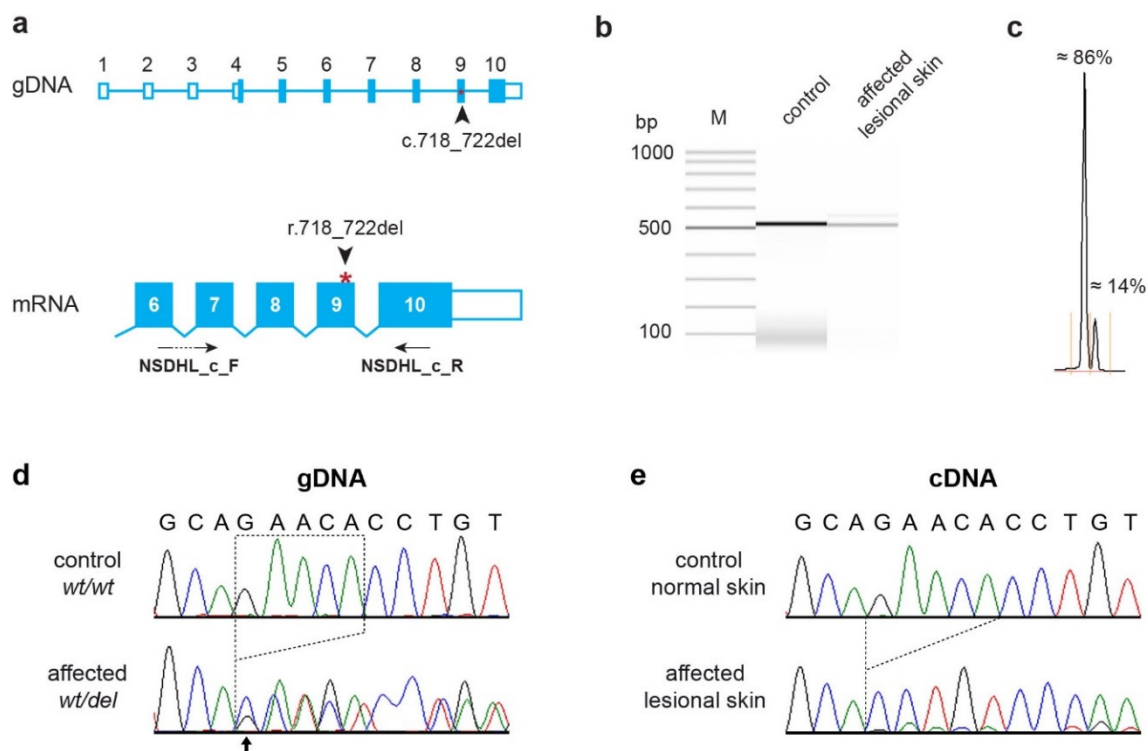 a
gDNA
1 2 3 4 5 6 7 8 9 10
*
c.718_722del
r.718_722del
*
mRNA
6 7 8 9 10
NSDHL_c_F
NSDHL_c_R
b
bp
M
control
affected
lesional skin
1000
500
100
c
≈ 86%
≈ 14%
d
gDNA
G C A G A A C A C C T G T
control
wt/wt
affected
wt/del
e
cDNA
G C A G A A C A C C T G T
control
normal skin
affected
lesional skin